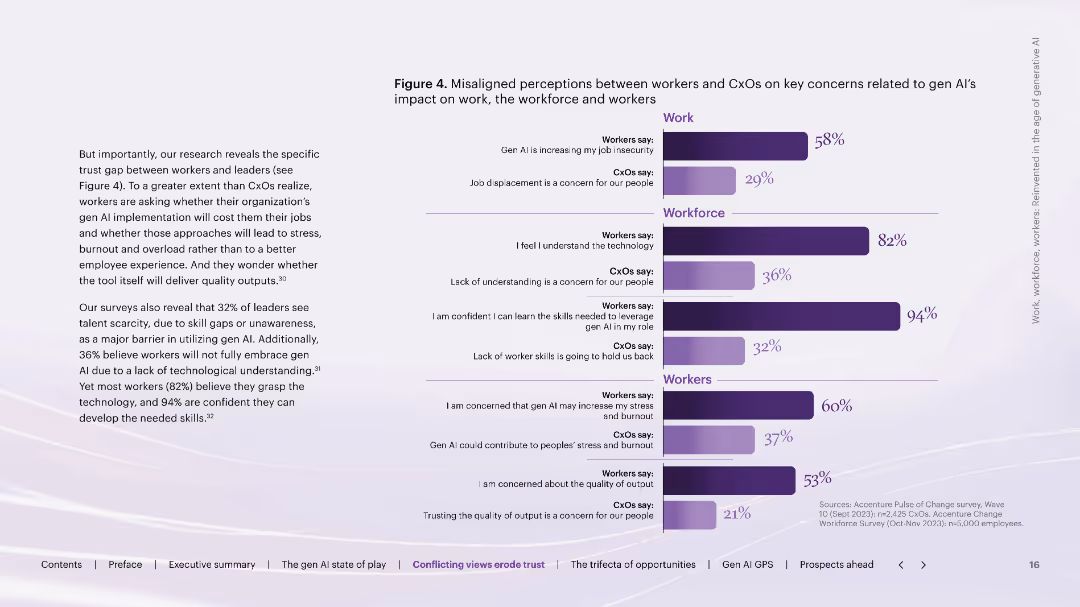 Work, workforce, workers: Reinvented in the age of generative AI
But importantly, our research reveals the specific
trust gap between workers and leaders (see
Figure 4). To a greater extent than CxOs realize,
workers are asking whether their organization's
gen AI implementation will cost them their jobs
and whether those approaches will lead to stress,
burnout and overload rather than to a better
employee experience. And they wonder whether
the tool itself will deliver quality outputs.³⁰
Our surveys also reveal that 32% of leaders see
talent scarcity, due to skill gaps or unawareness,
as a major barrier in utilizing gen AI. Additionally,
36% believe workers will not fully embrace gen
AI due to a lack of technological understanding.³¹
Yet most workers (82%) believe they grasp the
technology, and 94% are confident they can
develop the needed skills.³²
Figure 4. Misaligned perceptions between workers and CxOs on key concerns related to gen AI's
impact on work, the workforce and workers
Work
Workers say:
Gen AI is increasing my job insecurity
58%
CxOs say:
Job displacement is a concern for our people
29%
Workforce
Workers say:
I feel I understand the technology
82%
CxOs say:
Lack of understanding is a concern for our people
36%
Workers say:
I am confident I can learn the skills needed to leverage
gen AI in my role
94%
CxOs say:
Lack of worker skills is going to hold us back
32%
Workers
Workers say:
I am concerned that gen AI may increase my stress
and burnout
60%
CxOs say:
Gen AI could contribute to peoples' stress and burnout
37%
Workers say:
I am concerned about the quality of output
53%
CxOs say:
Trusting the quality of output is a concern for our people
21%
Sources: Accenture Pulse of Change survey, Wave
10 (Sept 2023); n=2,425 CxOs. Accenture Change
Workforce Survey (Oct-Nov 2023); n=5,000 employees.
Contents | Preface | Executive summary | The gen AI state of play | Conflicting views erode trust | The trifecta of opportunities | Gen AI GPS | Prospects ahead < > 16